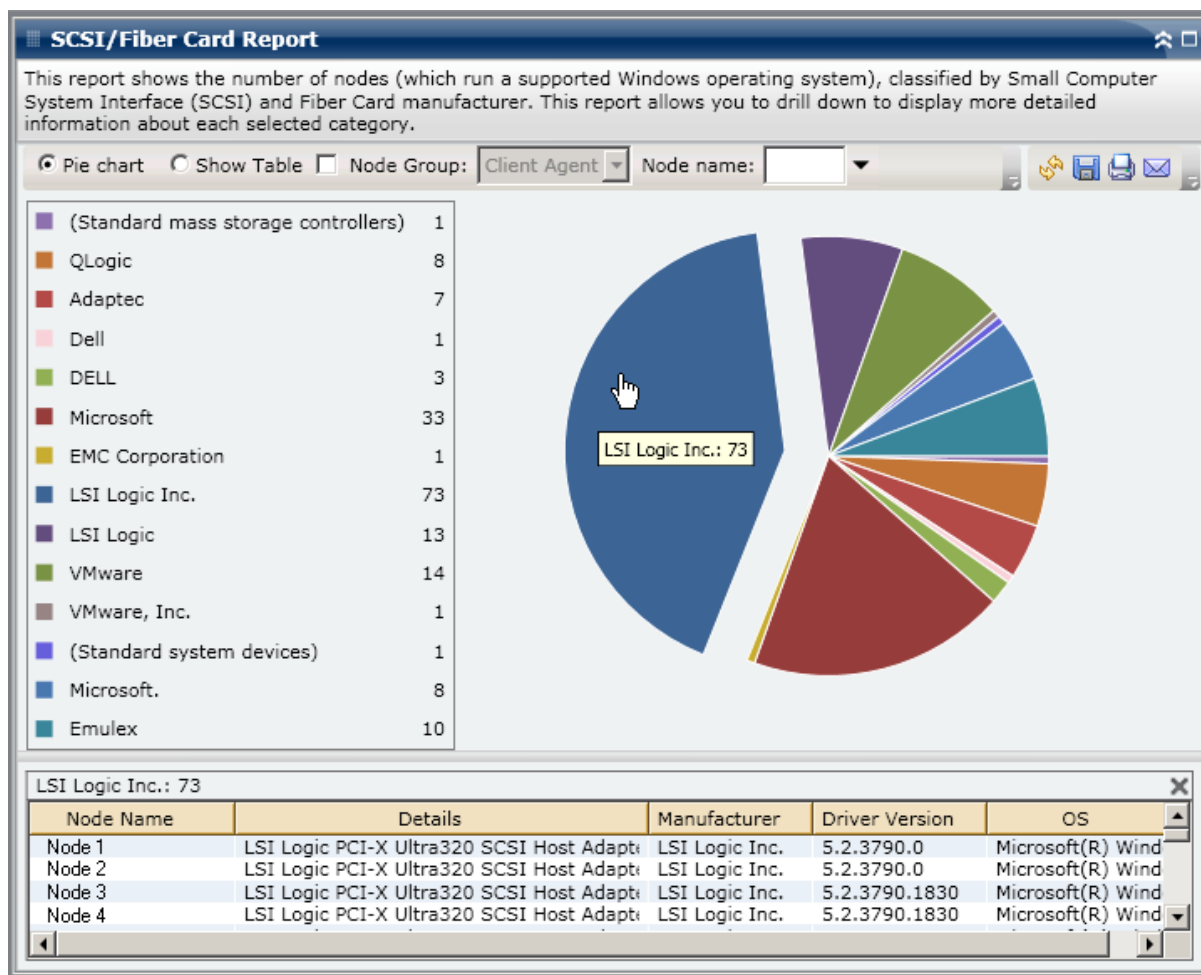 SCSI/Fiber Card Report
This report shows the number of nodes (which run a supported Windows operating system), classified by Small Computer
System Interface (SCSI) and Fiber Card manufacturer. This report allows you to drill down to display more detailed
information about each selected category.
Pie chart Show Table Node Group: Client Agent Node name:
(Standard mass storage controllers) 1
QLogic 8
Adaptec 7
Dell 1
DELL 3
Microsoft 33
EMC Corporation 1
LSI Logic Inc. 73
LSI Logic 13
VMware 14
VMware, Inc. 1
(Standard system devices) 1
Microsoft. 8
Emulex 10
LSI Logic Inc.: 73
LSI Logic Inc.: 73
Node Name Details Manufacturer Driver Version OS
Node 1 LSI Logic PCI-X Ultra320 SCSI Host Adapte LSI Logic Inc. 5.2.3790.0 Microsoft(R) Wind
Node 2 LSI Logic PCI-X Ultra320 SCSI Host Adapte LSI Logic Inc. 5.2.3790.0 Microsoft(R) Wind
Node 3 LSI Logic PCI-X Ultra320 SCSI Host Adapte LSI Logic Inc. 5.2.3790.1830 Microsoft(R) Wind
Node 4 LSI Logic PCI-X Ultra320 SCSI Host Adapte LSI Logic Inc. 5.2.3790.1830 Microsoft(R) Wind